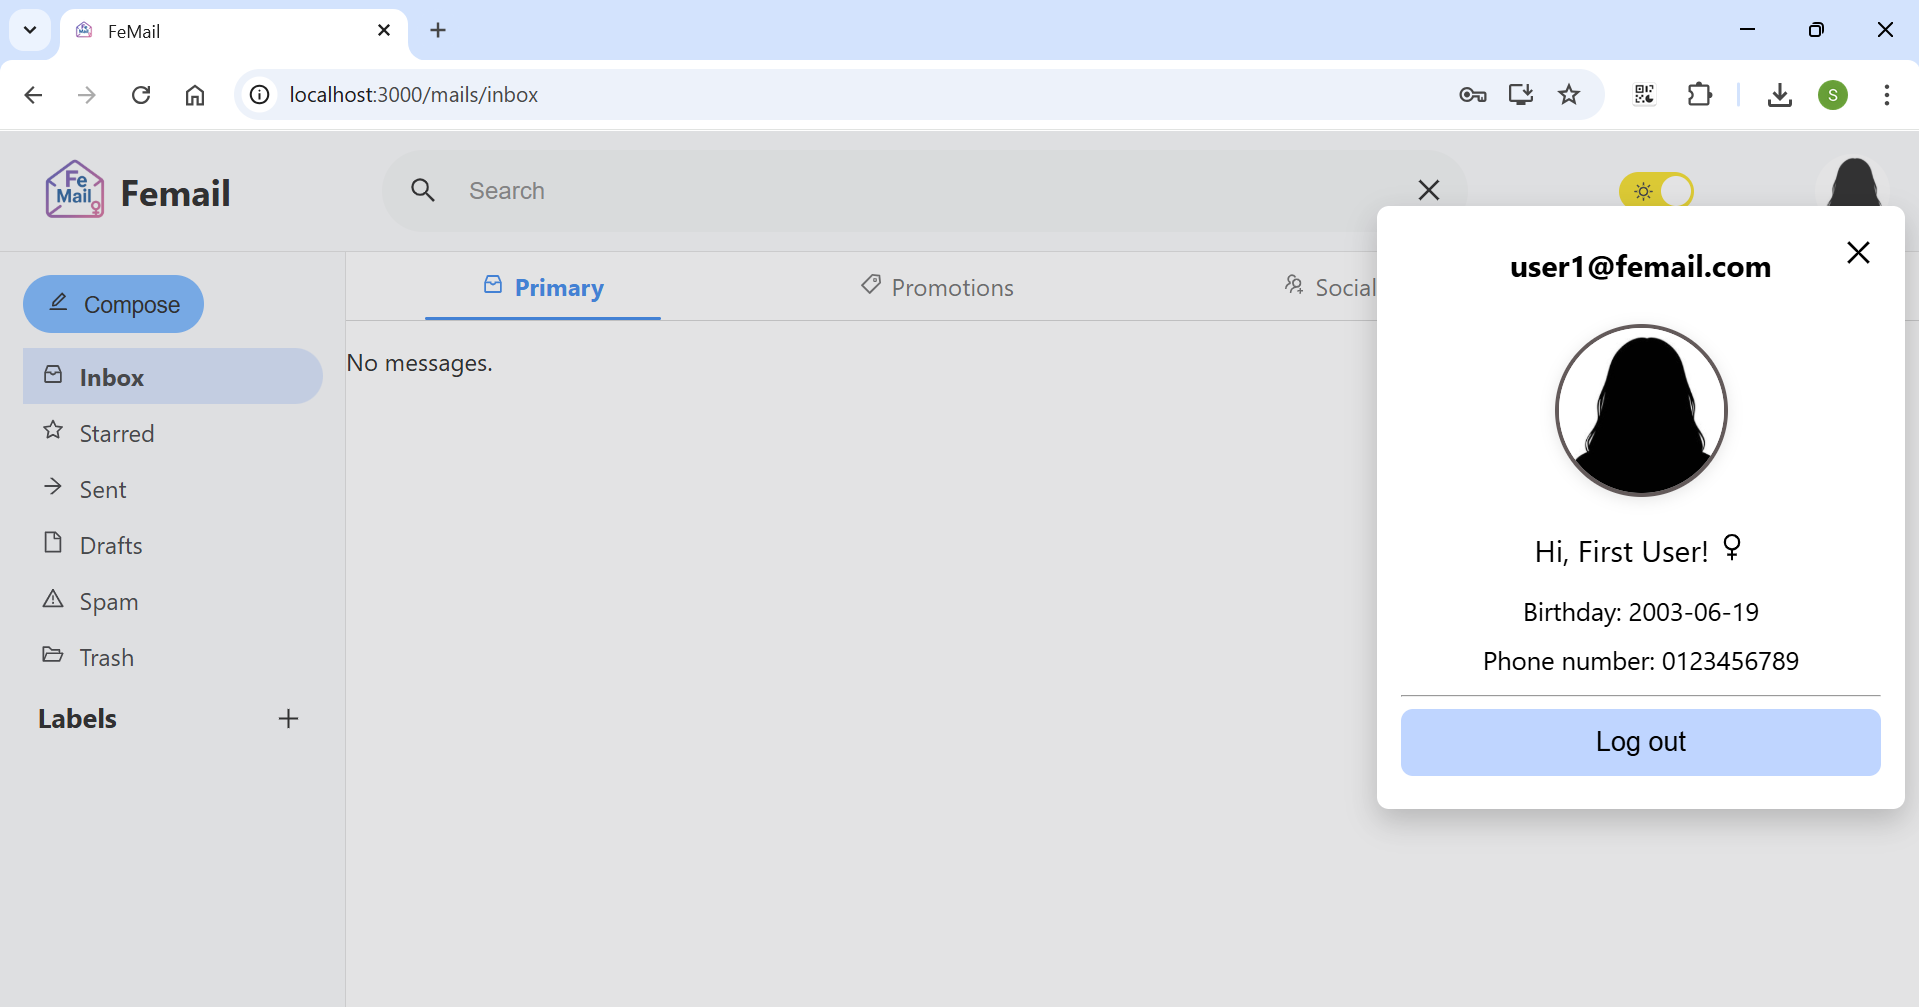 FeMail
localhost:3000/mails/inbox
S
Fe
Mail
Femail
Search
Compose
Inbox
Starred
Sent
Drafts
Spam
Trash
Labels
Primary
Promotions
Social
No messages.
user1@femail.com
Hi, First User! ♀
Birthday: 2003-06-19
Phone number: 0123456789
Log out